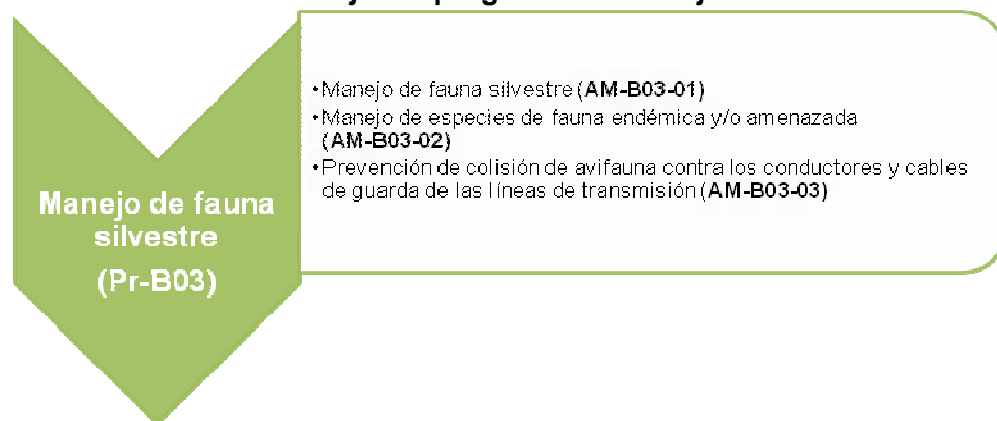 Manejo de fauna
silvestre
(Pr-B03)
•Manejo de fauna silvestre (AM-B03-01)
•Manejo de especies de fauna endémica y/o amenazada
(AM-B03-02)
•Prevención de colisión de avifauna contra los conductores y cables
de guarda de las líneas de transmisión (AM-B03-03)